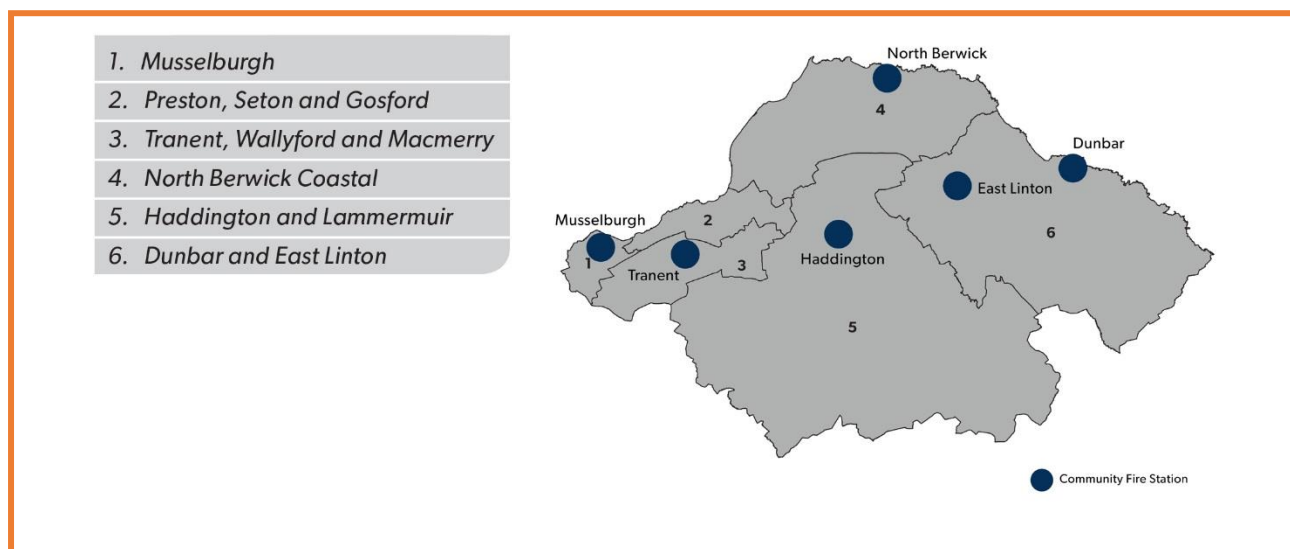 1. Musselburgh
2. Preston, Seton and Gosford
3. Tranent, Wallyford and Macmerry
4. North Berwick Coastal
5. Haddington and Lammermuir
6. Dunbar and East Linton
North Berwick
4
Dunbar
East Linton
6
Musselburgh
1
2
Tranent
3
Haddington
5
Community Fire Station